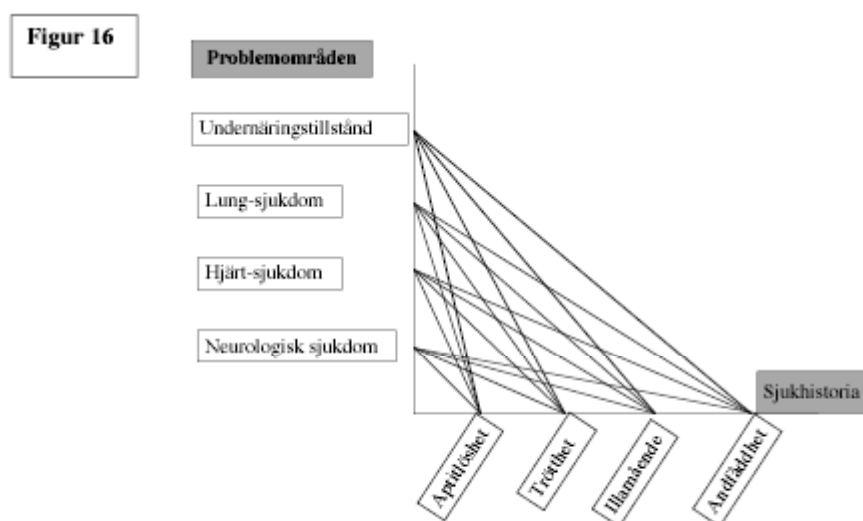 Figur 16
Problemområden
Undernäringstillstånd
Lung-sjukdom
Hjärt-sjukdom
Neurologisk sjukdom
Sjukhistoria
Aptitlöshet
Trötthet
Illamående
Andfåddhet